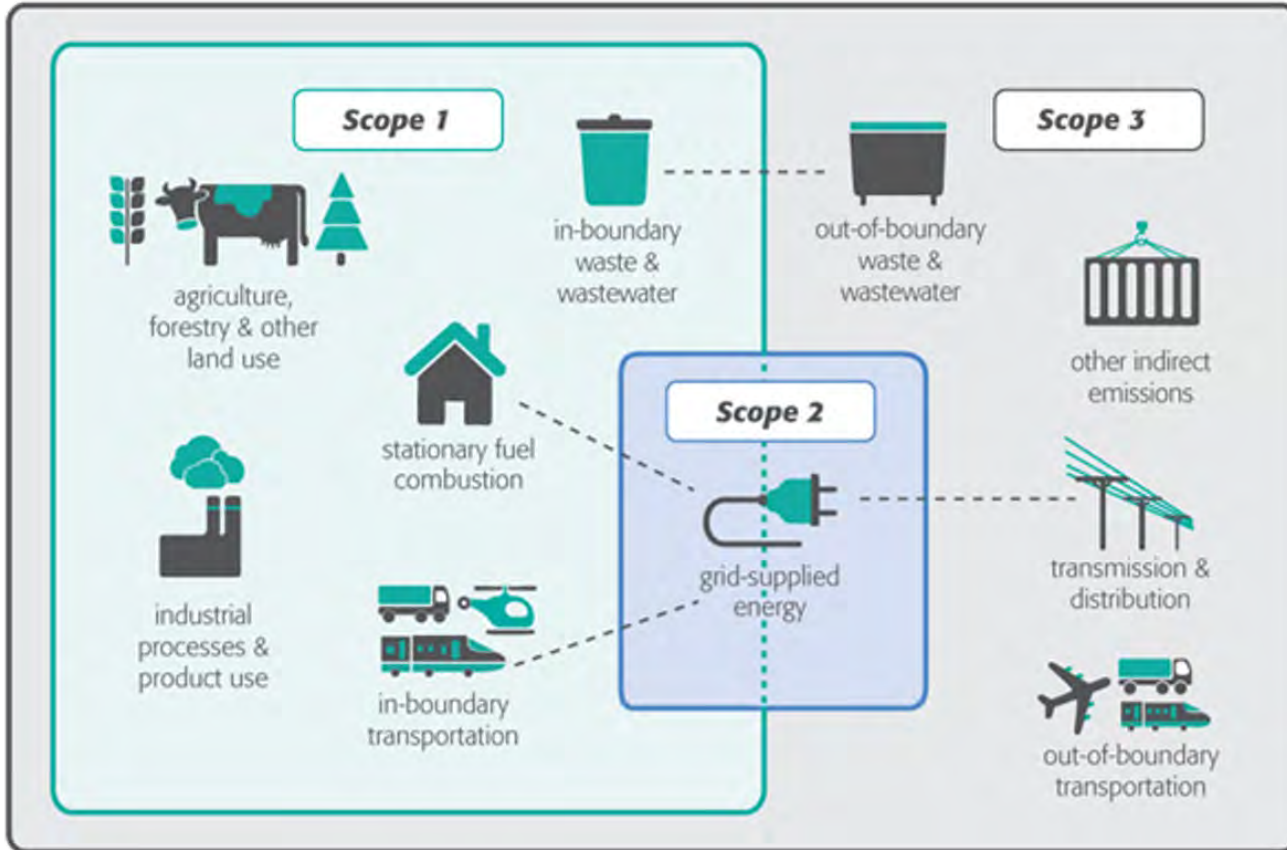 Scope 1
Scope 3
in-boundary
waste &
wastewater
out-of-boundary
waste &
wastewater
agriculture,
forestry & other
land use
other indirect
emissions
Scope 2
stationary fuel
combustion
grid-supplied
energy
transmission &
distribution
industrial
processes &
product use
in-boundary
transportation
out-of-boundary
transportation